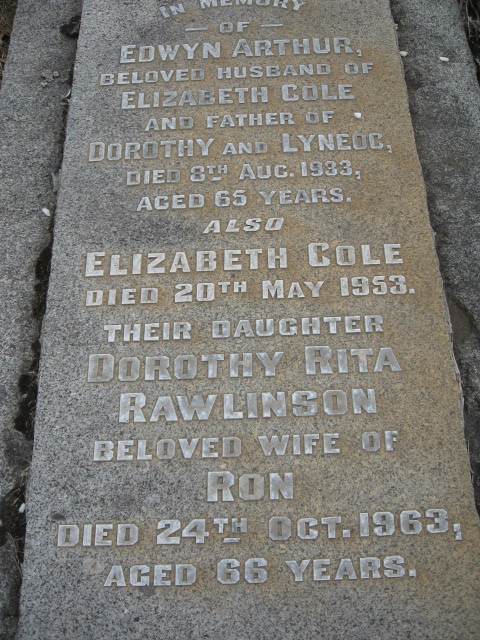 IN MEMORY
OF
EDWYN ARTHUR,
BELOVED HUSBAND OF
ELIZABETH COLE
AND FATHER OF
DOROTHY AND LYNEOC,
DIED 8TH AUG. 1933,
AGED 65 YEARS.
ALSO
ELIZABETH COLE
DIED 20TH MAY 1953.
THEIR DAUGHTER
DOROTHY RITA
RAWLINSON
BELOVED WIFE OF
RON
DIED 24TH OCT. 1963,
AGED 66 YEARS.